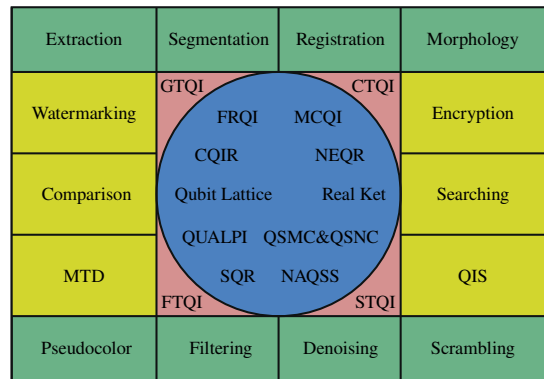 Extraction Segmentation Registration Morphology
GTQI CTQI
Watermarking FRQI MCQI Encryption
CQIR NEQR
Comparison Qubit Lattice Real Ket Searching
QUALPI QSMC&QSNC
MTD SQR NAQSS QIS
FTQI STQI
Pseudocolor Filtering Denoising Scrambling